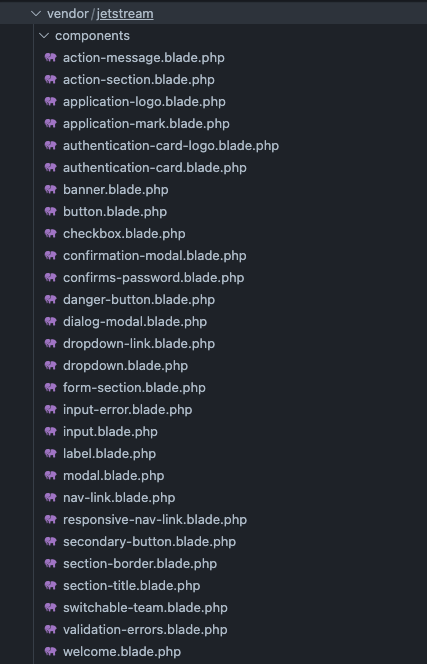 vendor/jetstream
components
action-message.blade.php
action-section.blade.php
application-logo.blade.php
application-mark.blade.php
authentication-card-logo.blade.php
authentication-card.blade.php
banner.blade.php
button.blade.php
checkbox.blade.php
confirmation-modal.blade.php
confirms-password.blade.php
danger-button.blade.php
dialog-modal.blade.php
dropdown-link.blade.php
dropdown.blade.php
form-section.blade.php
input-error.blade.php
input.blade.php
label.blade.php
modal.blade.php
nav-link.blade.php
responsive-nav-link.blade.php
secondary-button.blade.php
section-border.blade.php
section-title.blade.php
switchable-team.blade.php
validation-errors.blade.php
welcome.blade.php